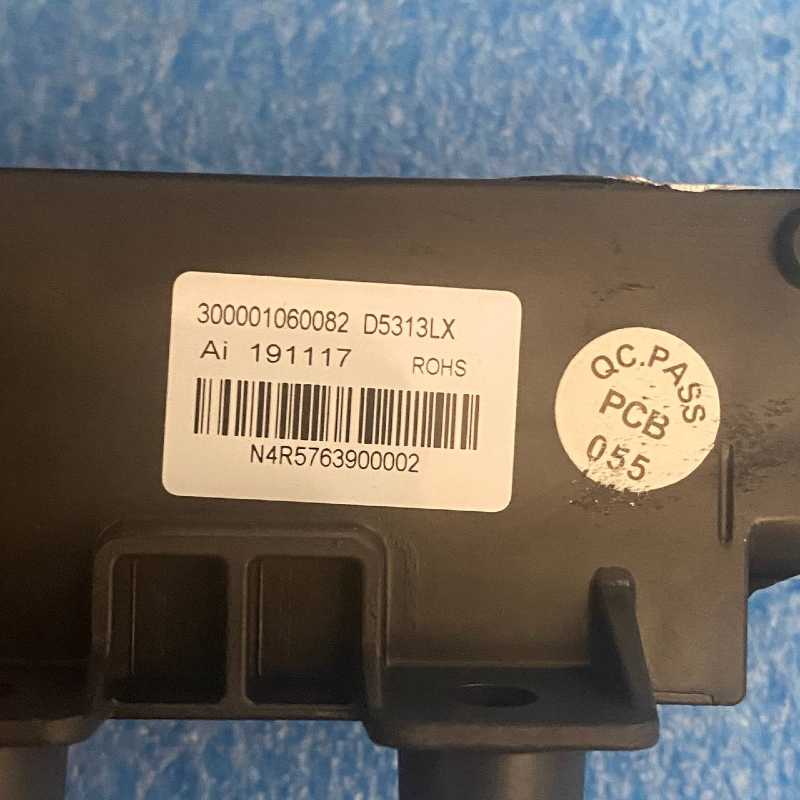 300001060082 D5313LX
Ai 191117 ROHS
N4R5763900002
QC.PASS
PCB
055